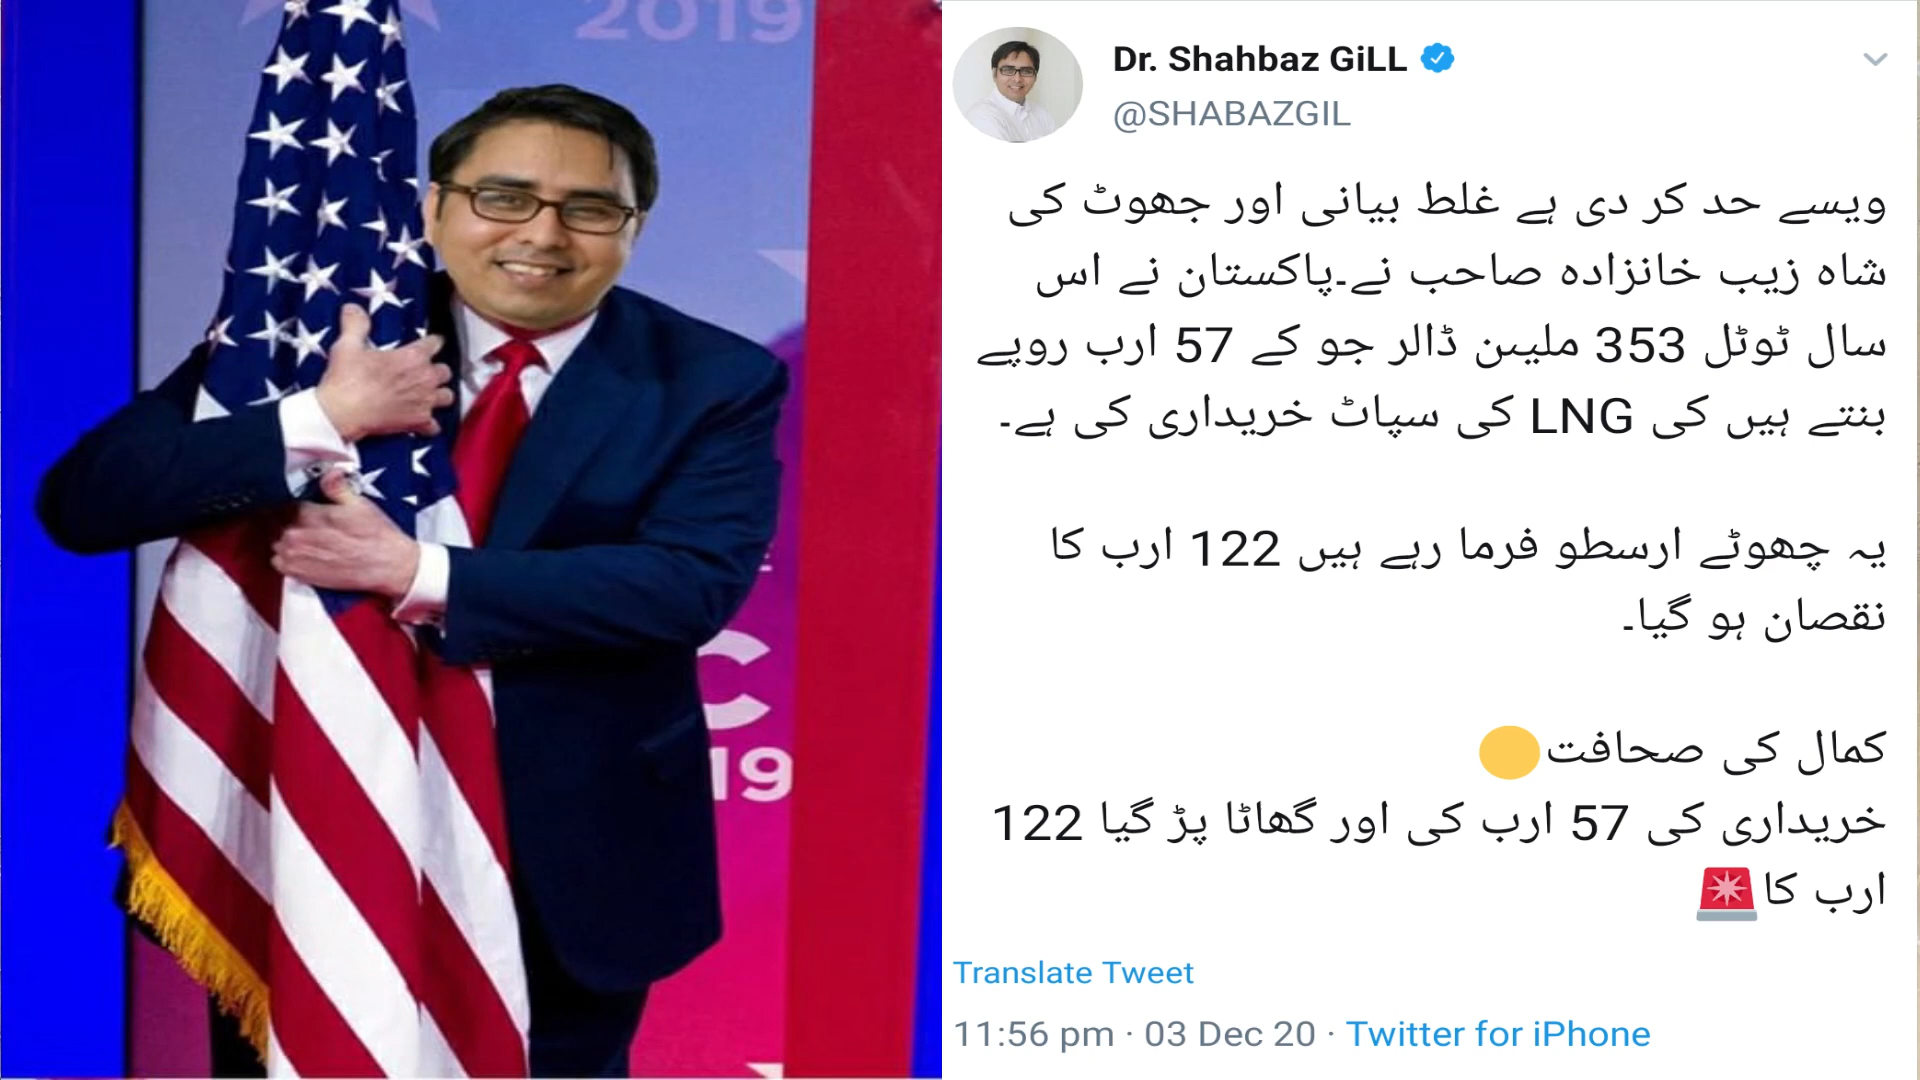 2019
C
19
Dr. Shahbaz GiLL
@SHABAZGIL
ویسے حد کر دی ہے غلط بیانی اور جھوٹ کی
شاہ زیب خانزادہ صاحب نے۔پاکستان نے اس
سال ٹوٹل 353 ملیںن ڈالر جو کے 57 ارب روپے
بنتے ہیں کی LNG کی سپاٹ خریداری کی ہے۔
یہ چھوٹے ارسطو فرما رہے ہیں 122 ارب کا
نقصان ہو گیا۔
کمال کی صحافت
خریداری کی 57 ارب کی اور گھاٹا پڑ گیا 122
ارب کا
Translate Tweet
11:56 pm · 03 Dec 20 · Twitter for iPhone